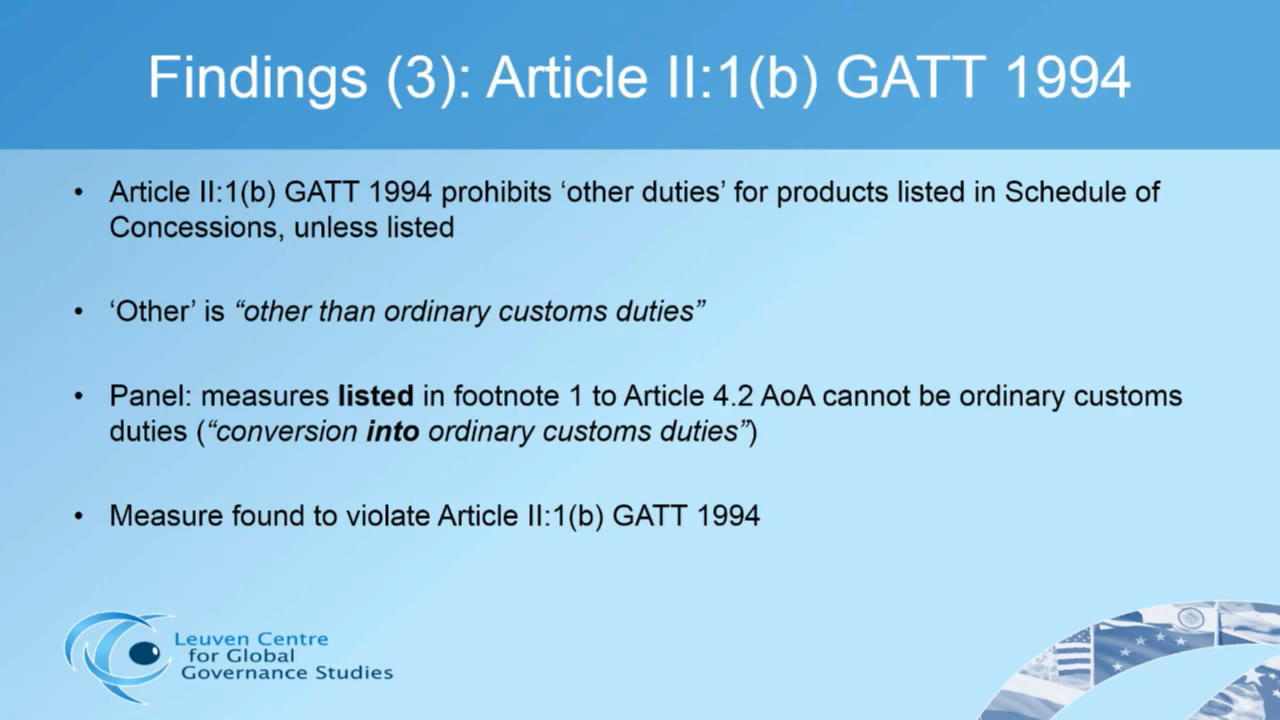 Findings (3): Article II:1(b) GATT 1994
• Article II:1(b) GATT 1994 prohibits ‘other duties’ for products listed in Schedule of
Concessions, unless listed
• ‘Other’ is “other than ordinary customs duties”
• Panel: measures listed in footnote 1 to Article 4.2 AoA cannot be ordinary customs
duties (“conversion into ordinary customs duties”)
• Measure found to violate Article II:1(b) GATT 1994
Leuven Centre
for Global
Governance Studies